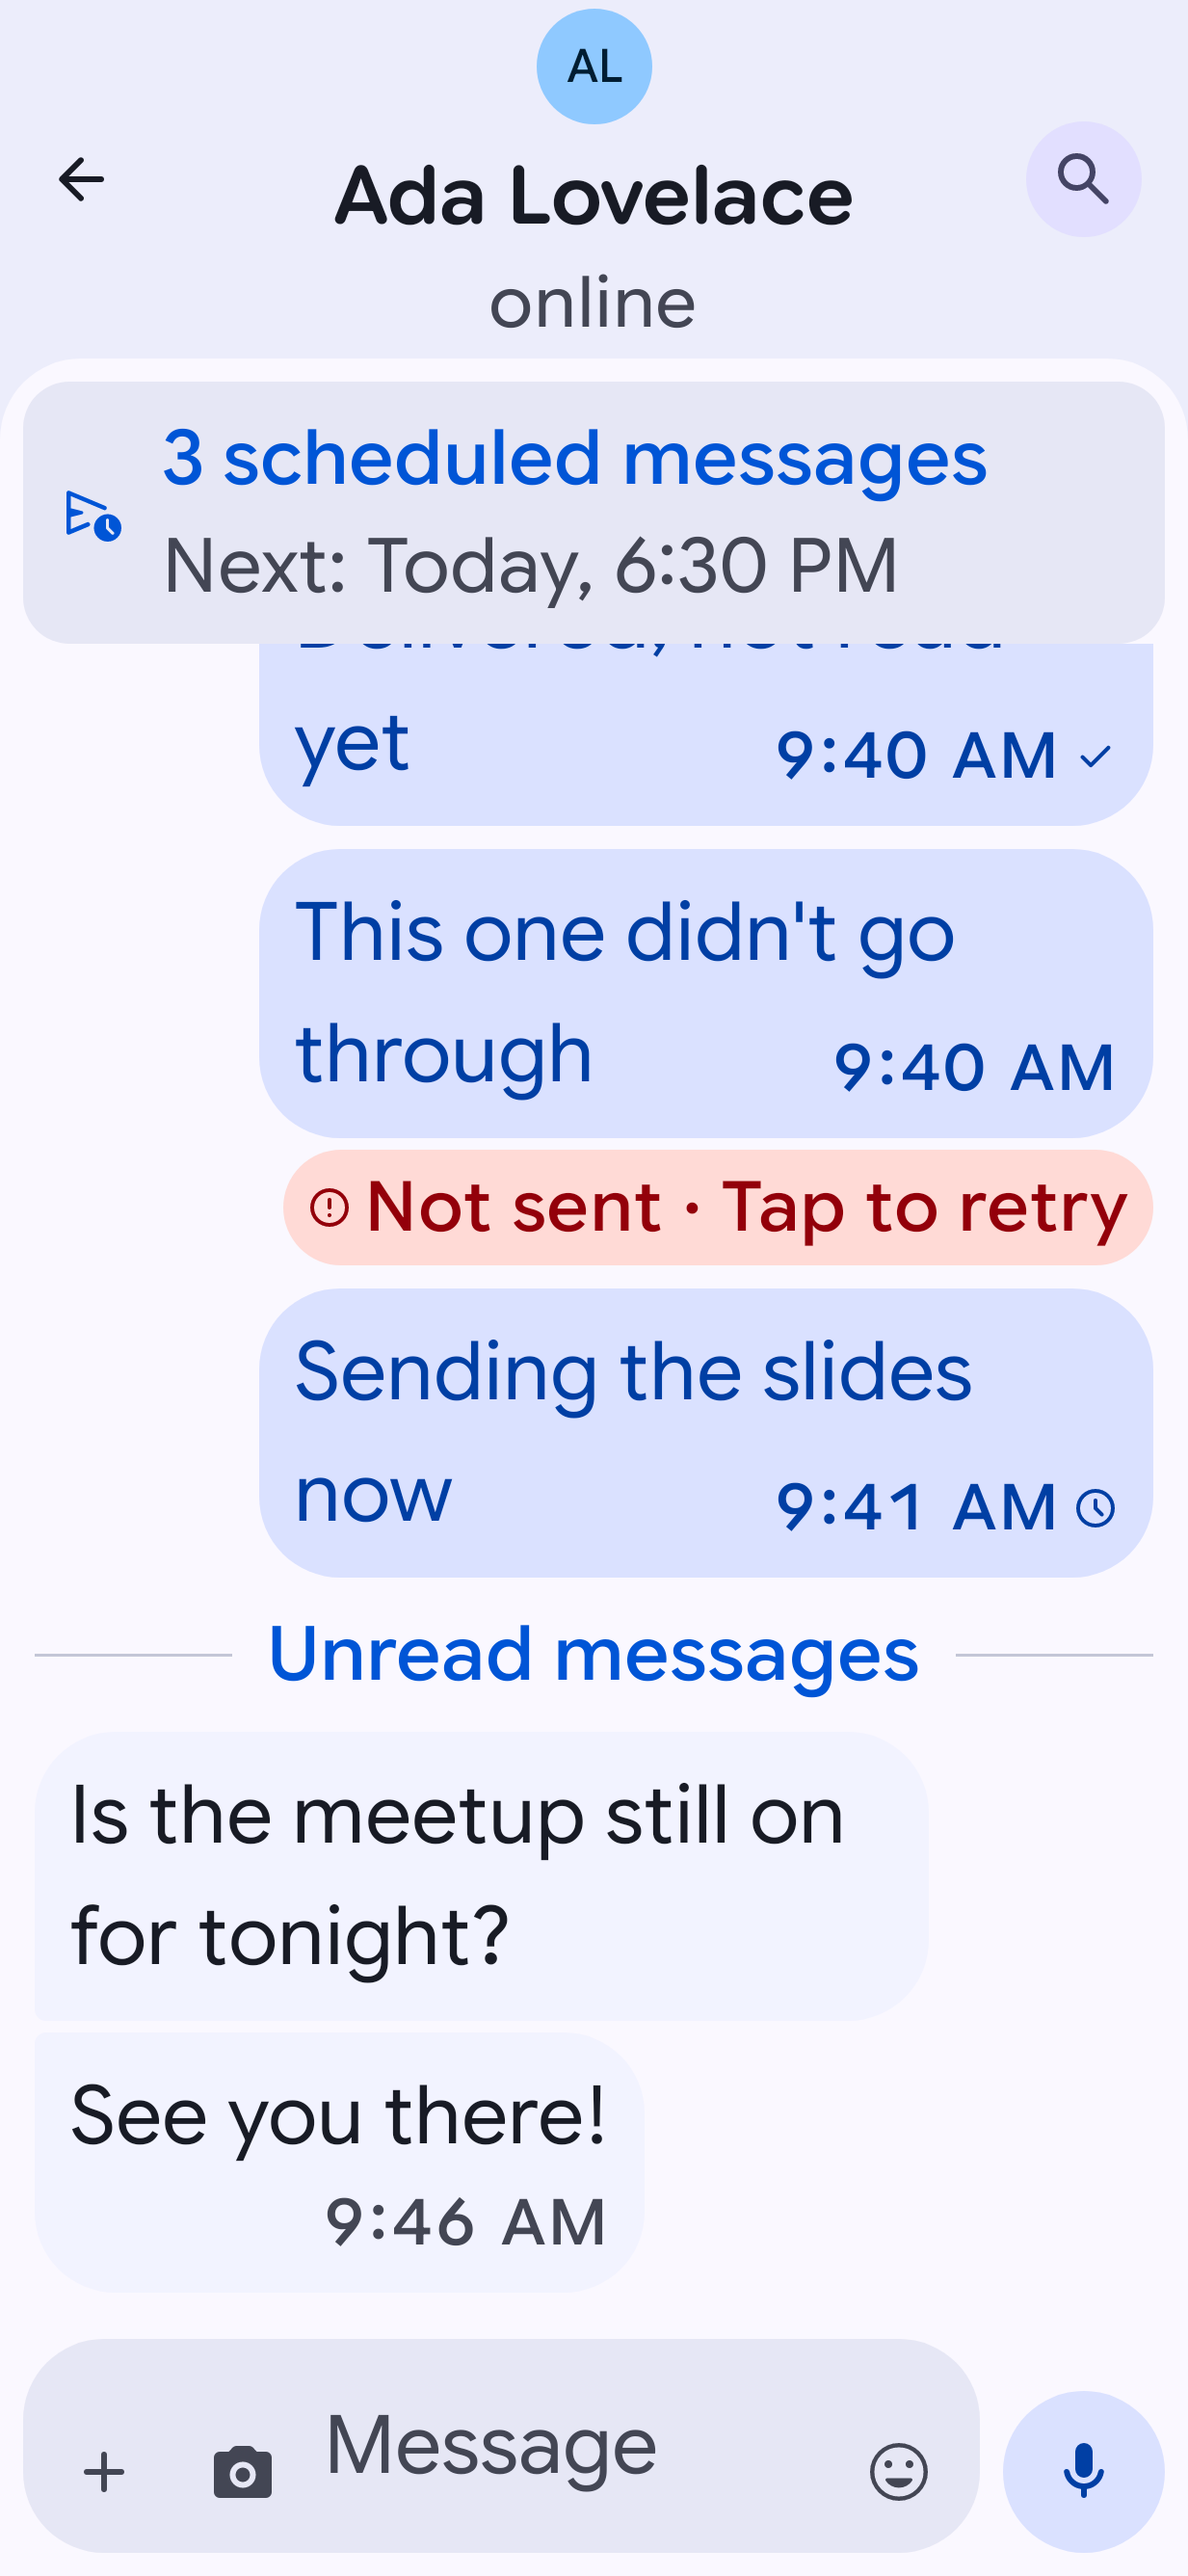 AL
Ada Lovelace
online
3 scheduled messages
Next: Today, 6:30 PM
yet
9:40 AM
This one didn't go
through
9:40 AM
Not sent · Tap to retry
Sending the slides
now
9:41 AM
Unread messages
Is the meetup still on
for tonight?
See you there!
9:46 AM
Message